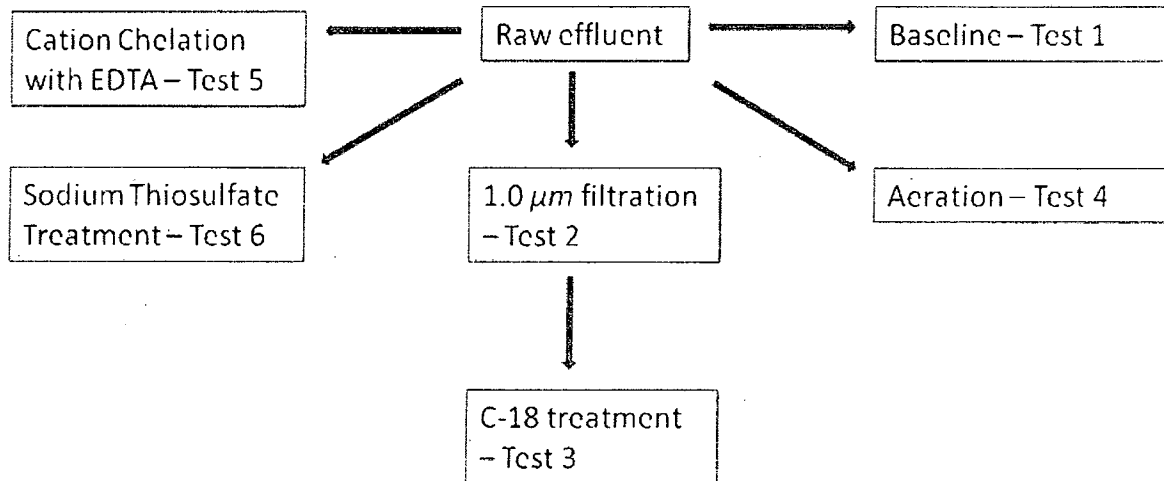 Raw effluent
Baseline – Test 1
Cation Chelation
with EDTA – Test 5
Sodium Thiosulfate
Treatment – Test 6
1.0 µm filtration
– Test 2
Aeration – Test 4
C-18 treatment
– Test 3